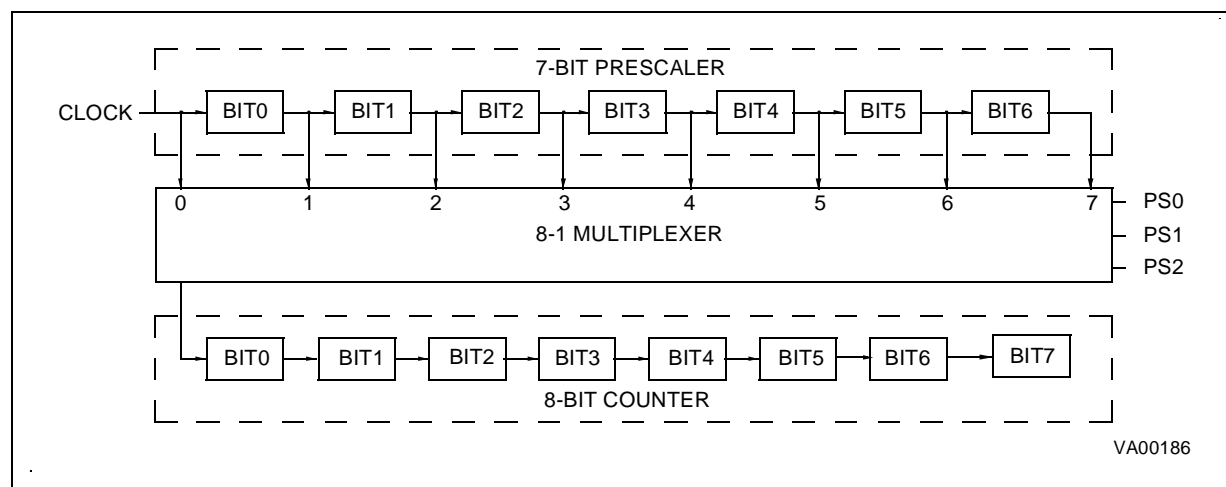 7-BIT PRESCALER
CLOCK BIT0 BIT1 BIT2 BIT3 BIT4 BIT5 BIT6
0 1 2 3 4 5 6 7
PS0
8-1 MULTIPLEXER
PS1
PS2
BIT0 BIT1 BIT2 BIT3 BIT4 BIT5 BIT6 BIT7
8-BIT COUNTER
VA00186